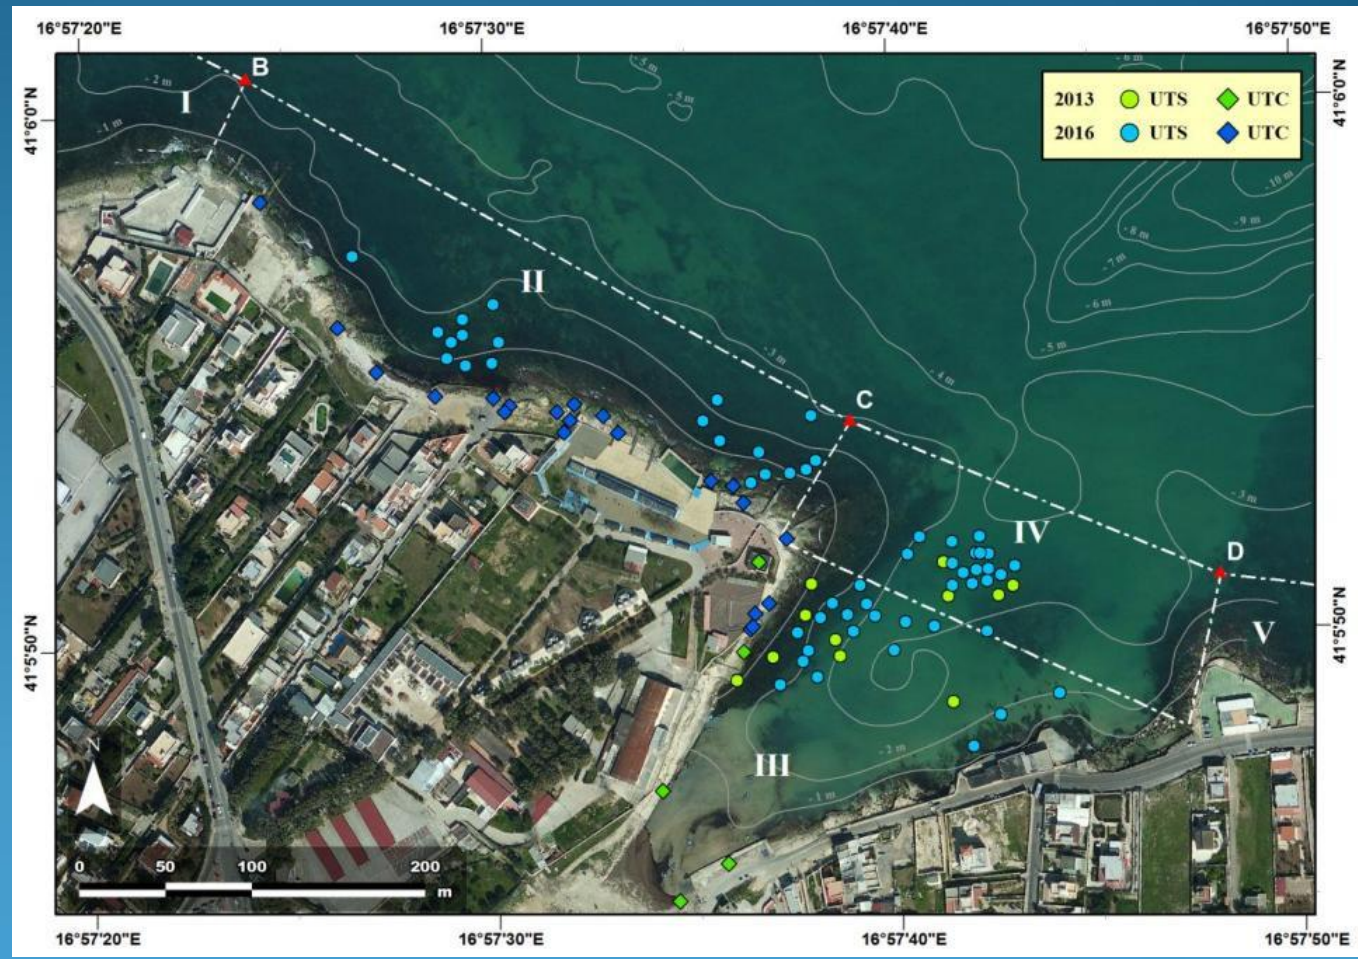 16°57'20"E 16°57'30"E 16°57'40"E 16°57'50"E
41°6'0"N
41°6'0"N
B
I
- 2 m
- 1 m
- 5 m
- 5 m
- 6 m
2013 UTS UTC
2016 UTS UTC
- 10 m
- 9 m
- 8 m
- 7 m
- 6 m
- 5 m
II
- 3 m
- 4 m
C
- 3 m
IV
D
V
41°5'50"N
41°5'50"N
- 2 m
III
- 1 m
N
0 50 100 200
m
16°57'20"E 16°57'30"E 16°57'40"E 16°57'50"E